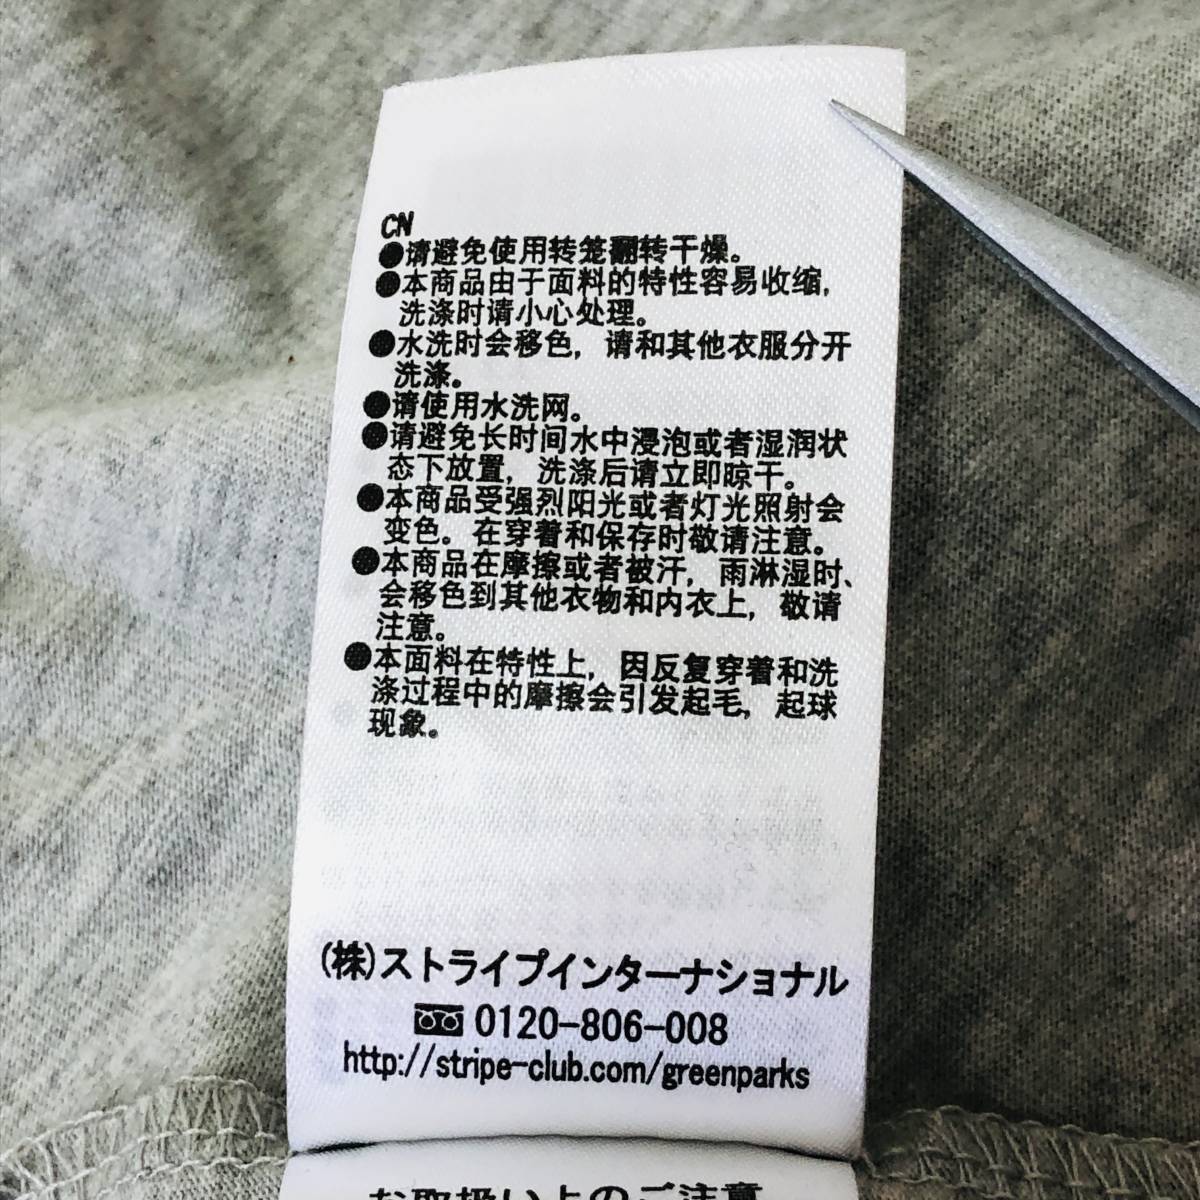 CN
●请避免使用转笼翻转干燥。
●本商品由于面料的特性容易收缩，
洗涤时请小心处理。
●水洗时会移色，请和其他衣服分开
洗涤。
●请使用水洗网。
●请避免长时间水中浸泡或者湿润状
态下放置，洗涤后请立即晾干。
●本商品受强烈阳光或者灯光照射会
变色。在穿着和保存时敬请注意。
●本商品在摩擦或者被汗，雨淋湿时、
会移色到其他衣物和内衣上，敬请
注意。
●本面料在特性上，因反复穿着和洗
涤过程中的摩擦会引发起毛，起球
现象。
(株)ストライプインターナショナル
0120-806-008
http://stripe-club.com/greenparks
お取扱い上のご注意